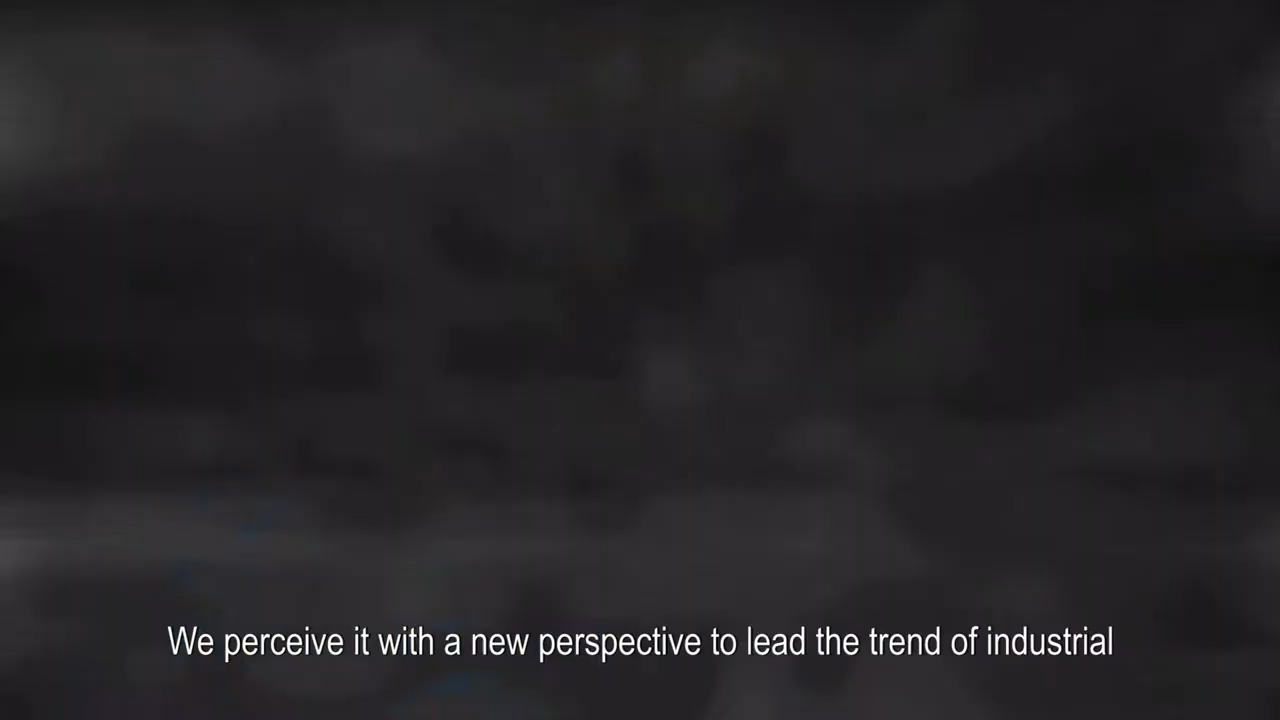 We perceive it with a new perspective to lead the trend of industrial